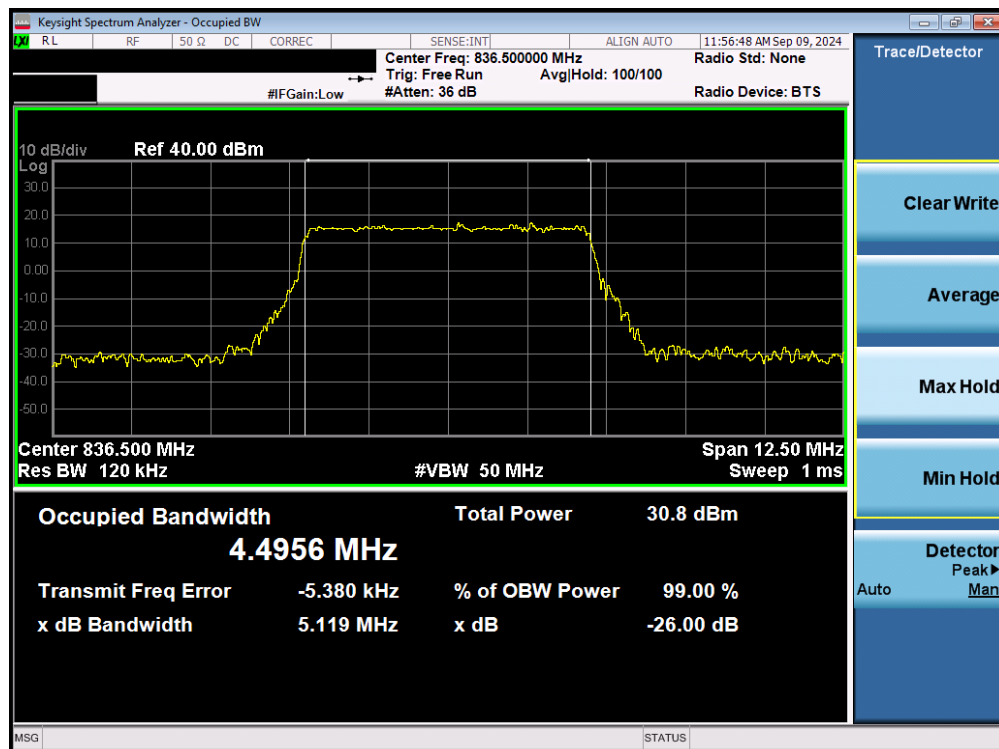 Keysight Spectrum Analyzer - Occupied BW
LXI RL RF 50 Ω DC CORREC SENSE:INT ALIGN AUTO 11:56:48 AM Sep 09, 2024
Center Freq: 836.500000 MHz Radio Std: None
Trig: Free Run Avg|Hold: 100/100
#IFGain:Low #Atten: 36 dB Radio Device: BTS
10 dB/div Ref 40.00 dBm
Log
30.0
20.0
10.0
0.00
-10.0
-20.0
-30.0
-40.0
-50.0
Center 836.500 MHz Span 12.50 MHz
Res BW 120 kHz #VBW 50 MHz Sweep 1 ms
Occupied Bandwidth Total Power 30.8 dBm
4.4956 MHz
Transmit Freq Error -5.380 kHz % of OBW Power 99.00 %
x dB Bandwidth 5.119 MHz x dB -26.00 dB
MSG STATUS
Trace/Detector
Clear Write
Average
Max Hold
Min Hold
Detector
Peak▶
Auto Man